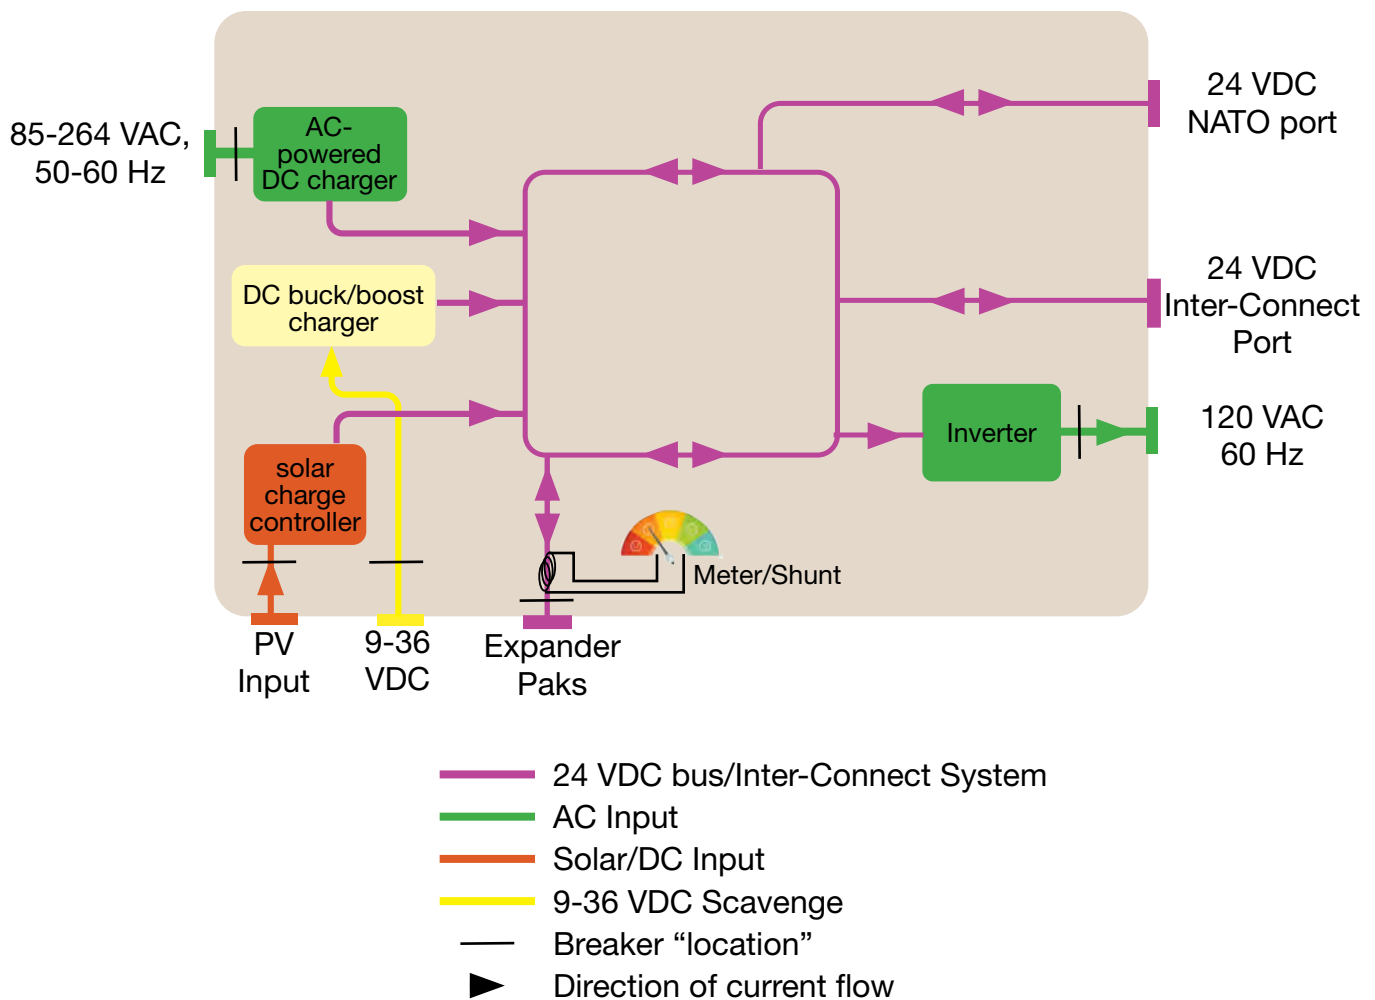 24 VDC
NATO port
85-264 VAC,
50-60 Hz
AC-
powered
DC charger
DC buck/boost
charger
24 VDC
Inter-Connect
Port
Inverter
120 VAC
60 Hz
solar
charge
controller
Meter/Shunt
PV
Input
9-36
VDC
Expander
Paks
24 VDC bus/Inter-Connect System
AC Input
Solar/DC Input
9-36 VDC Scavenge
Breaker “location”
Direction of current flow